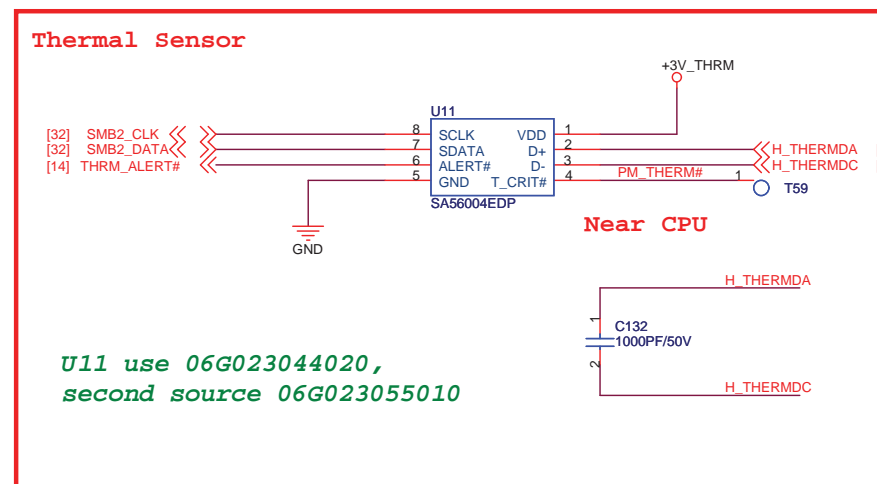 Thermal Sensor
+3V_THRM
U11
[32] SMB2_CLK 8 SCLK VDD 1
[32] SMB2_DATA 7 SDATA D+ 2 H_THERMDA
[14] THRM_ALERT# 6 ALERT# D- 3 H_THERMDC
5 GND T_CRIT# 4 PM_THERM# 1 T59
SA56004EDP
GND
Near CPU
H_THERMDA
1
C132
1000PF/50V
2
H_THERMDC
U11 use 06G023044020,
second source 06G023055010